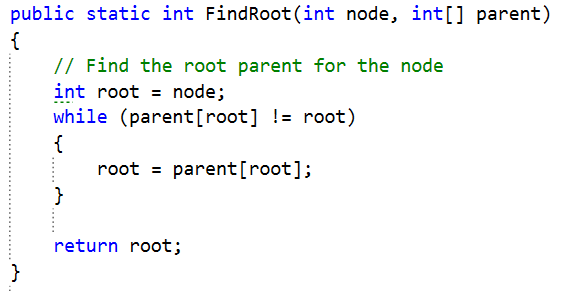 public static int FindRoot(int node, int[] parent)
{
    // Find the root parent for the node
    int root = node;
    while (parent[root] != root)
    {
        root = parent[root];
    }

    return root;
}